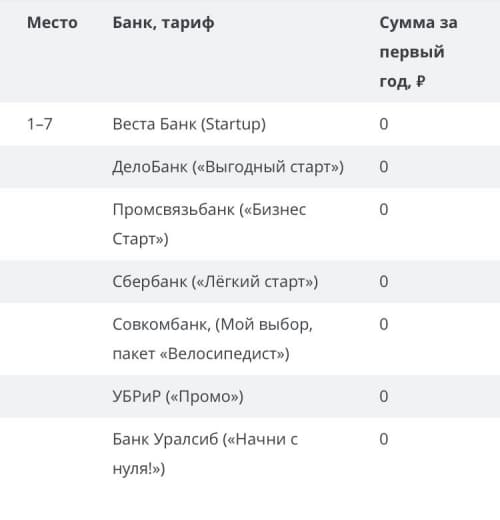 Место Банк, тариф Сумма за
первый
год, ₽
1–7 Веста Банк (Startup) 0
ДелоБанк («Выгодный старт») 0
Промсвязьбанк («Бизнес 0
Старт»)
Сбербанк («Лёгкий старт») 0
Совкомбанк, (Мой выбор, 0
пакет «Велосипедист»)
УБРиР («Промо») 0
Банк Уралсиб («Начни с 0
нуля!»)